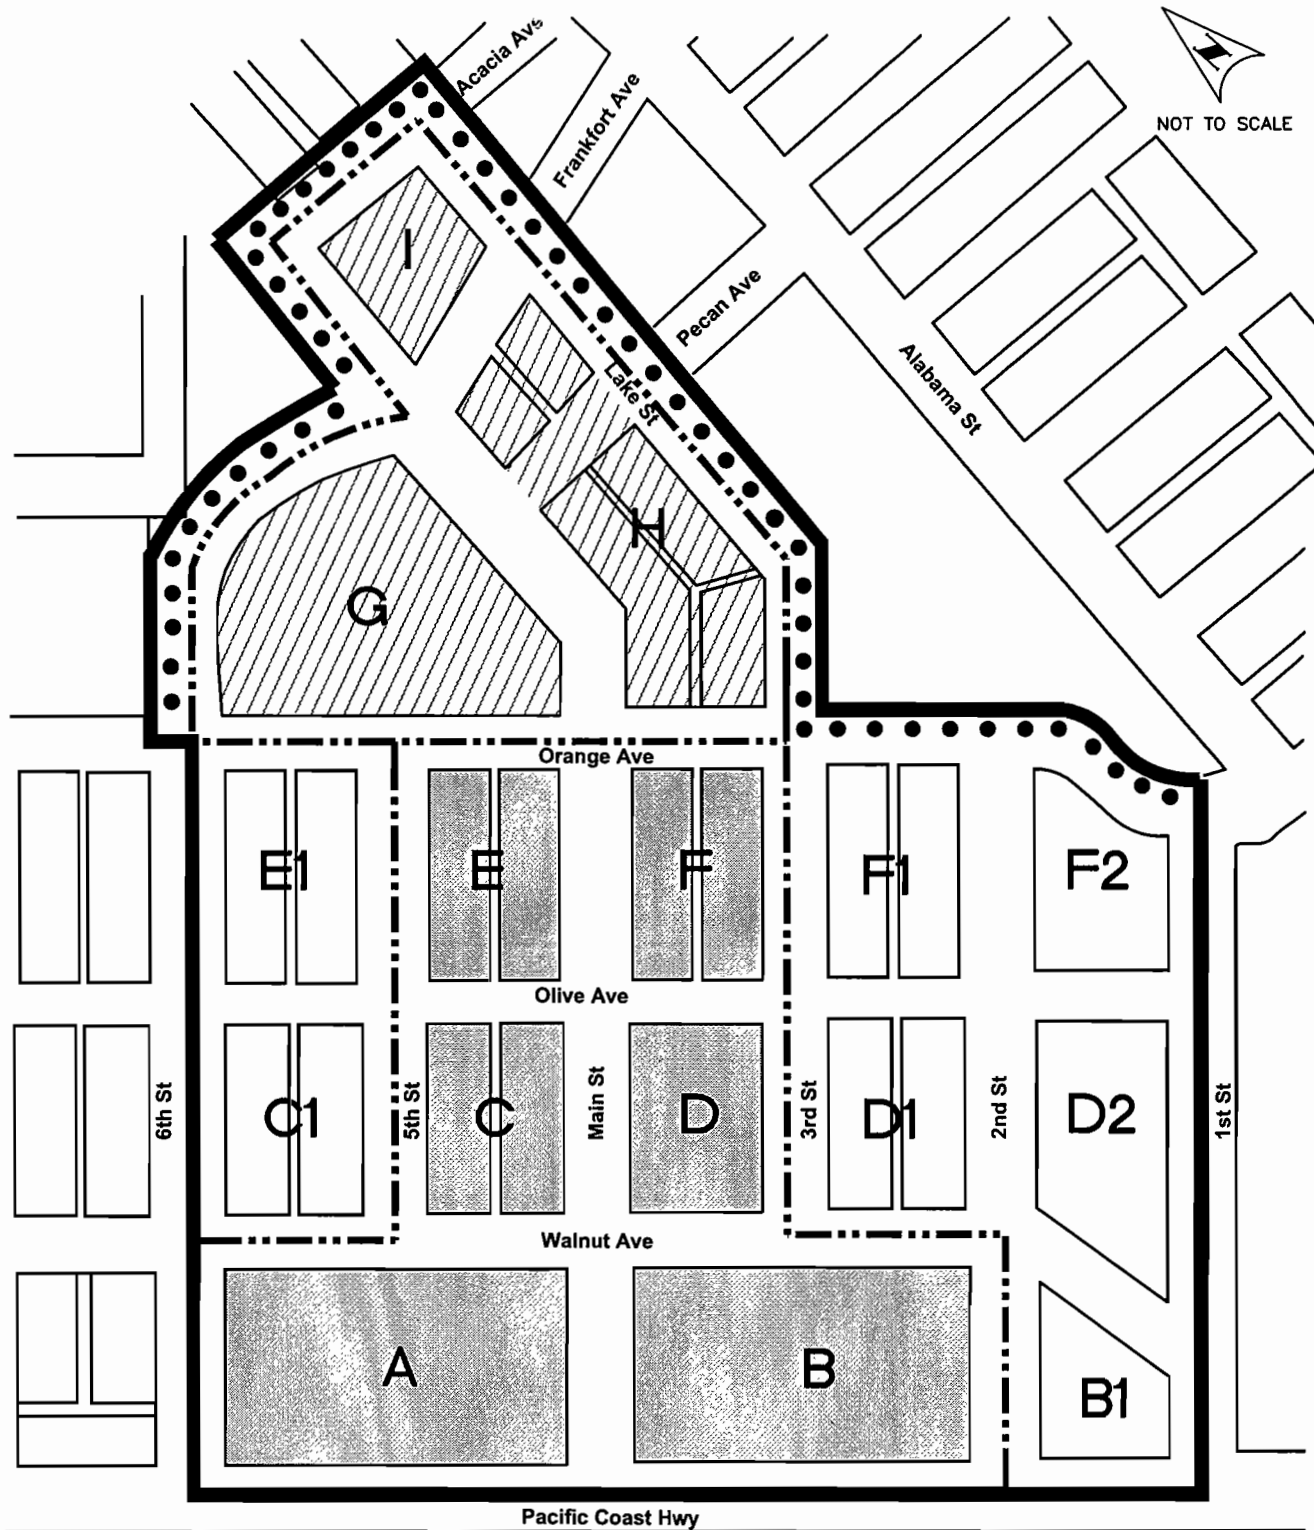 Acacia Ave
Frankfort Ave
N
NOT TO SCALE
I
Pecan Ave
Lake St
Alabama St
H
G
Orange Ave
E1
E
F
F1
F2
Olive Ave
6th St
C1
5th St
C
Main St
D
3rd St
D1
2nd St
D2
1st St
Walnut Ave
A
B
B1
Pacific Coast Hwy